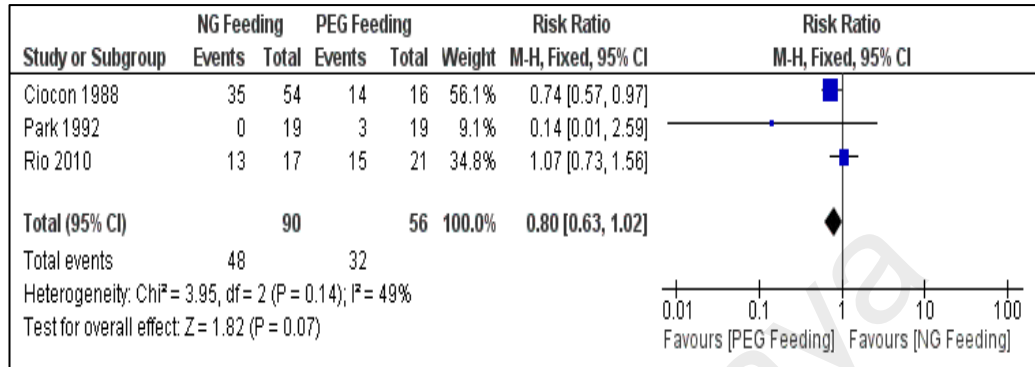 NG Feeding PEG Feeding Risk Ratio Risk Ratio
Study or Subgroup Events Total Events Total Weight M-H, Fixed, 95% CI M-H, Fixed, 95% CI
Ciocon 1988 35 54 14 16 56.1% 0.74 [0.57, 0.97]
Park 1992 0 19 3 19 9.1% 0.14 [0.01, 2.59]
Rio 2010 13 17 15 21 34.8% 1.07 [0.73, 1.56]
Total (95% CI) 90 56 100.0% 0.80 [0.63, 1.02]
Total events 48 32
Heterogeneity: Chi² = 3.95, df = 2 (P = 0.14); I² = 49%
Test for overall effect: Z = 1.82 (P = 0.07)
0.01 0.1 1 10 100
Favours [PEG Feeding] Favours [NG Feeding]